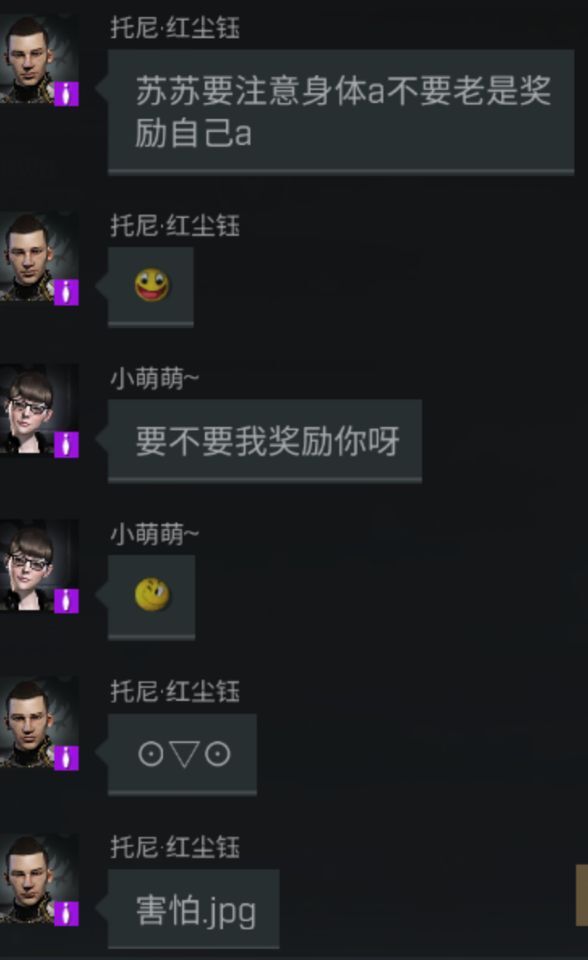 托尼·红尘钰
苏苏要注意身体a不要老是奖
励自己a
托尼·红尘钰
小萌萌~
要不要我奖励你呀
小萌萌~
托尼·红尘钰
⊙▽⊙
托尼·红尘钰
害怕.jpg